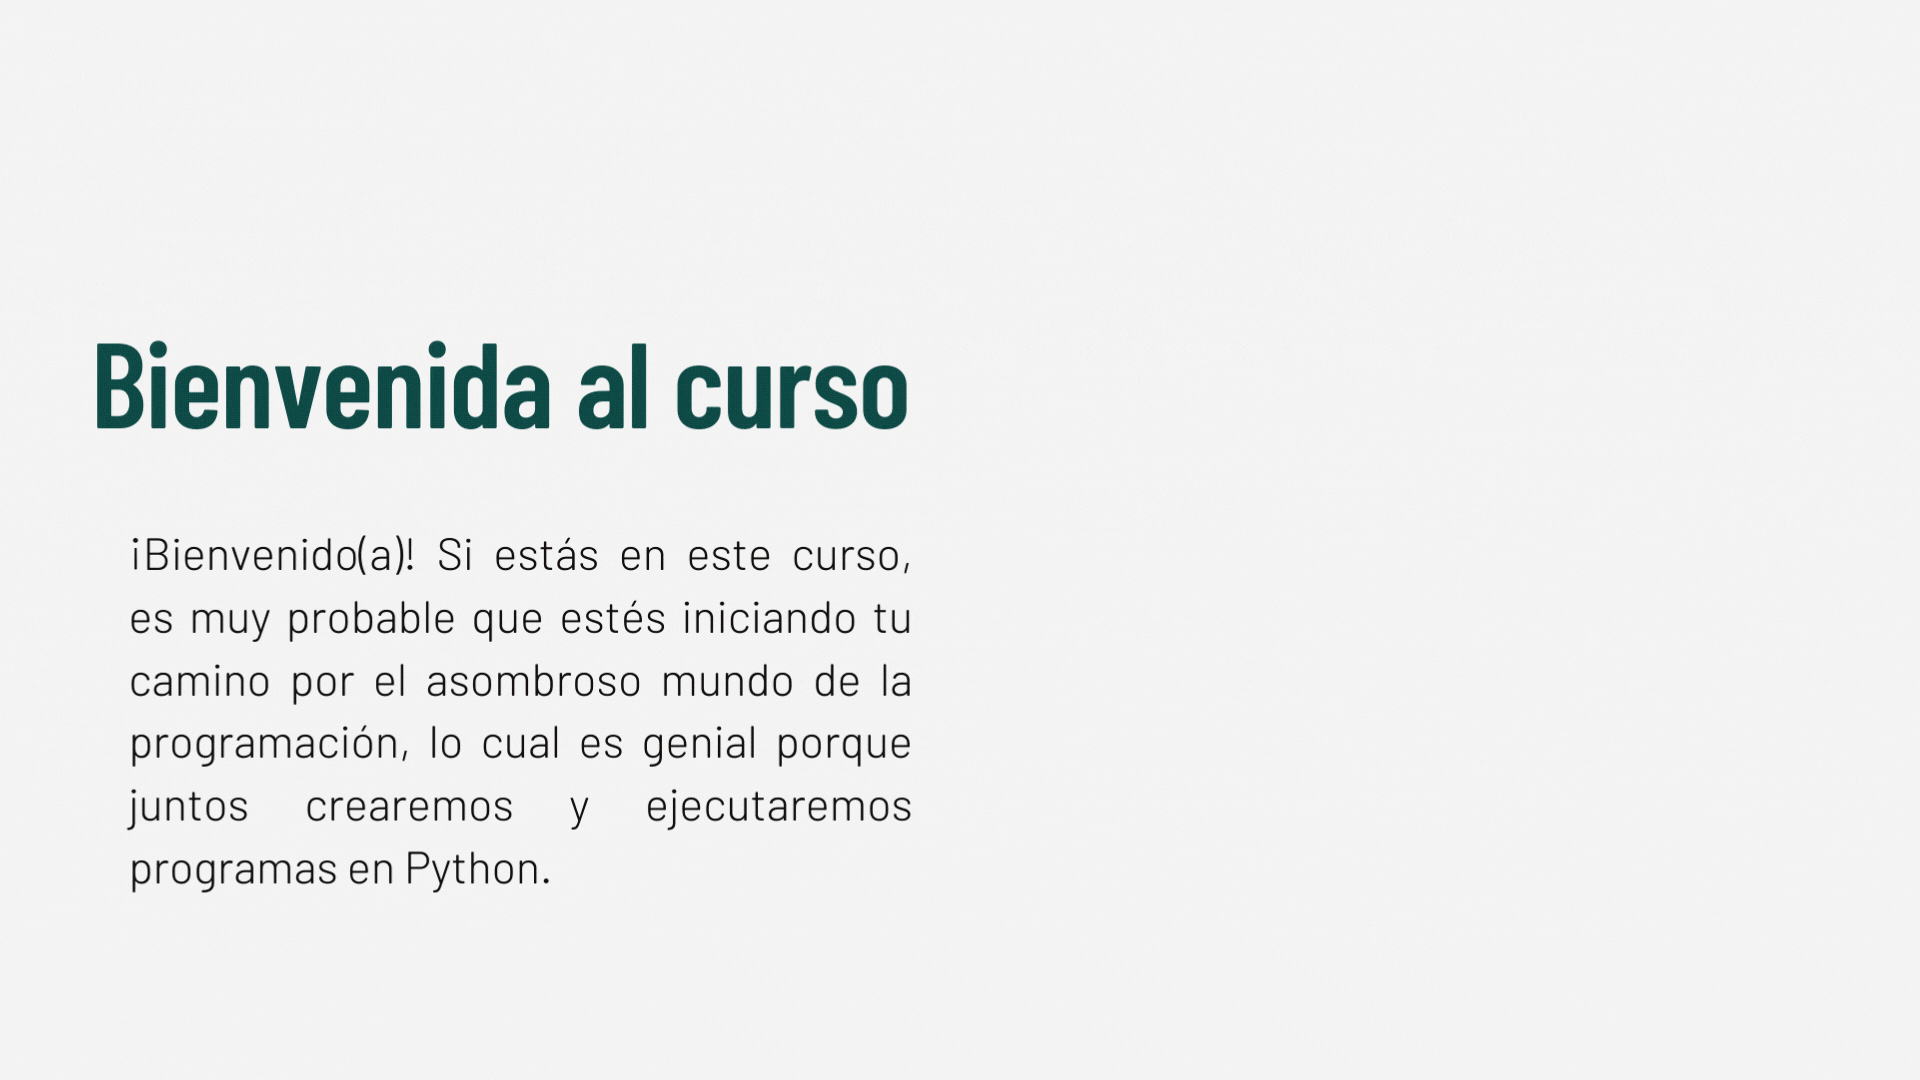 Bienvenida al curso
¡Bienvenido(a)! Si estás en este curso,
es muy probable que estés iniciando tu
camino por el asombroso mundo de la
programación, lo cual es genial porque
juntos crearemos y ejecutaremos
programas en Python.